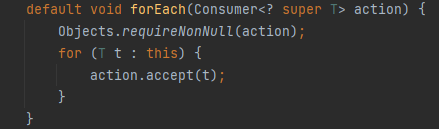 default void forEach(Consumer<? super T> action) {
    Objects.requireNonNull(action);
    for (T t : this) {
        action.accept(t);
    }
}